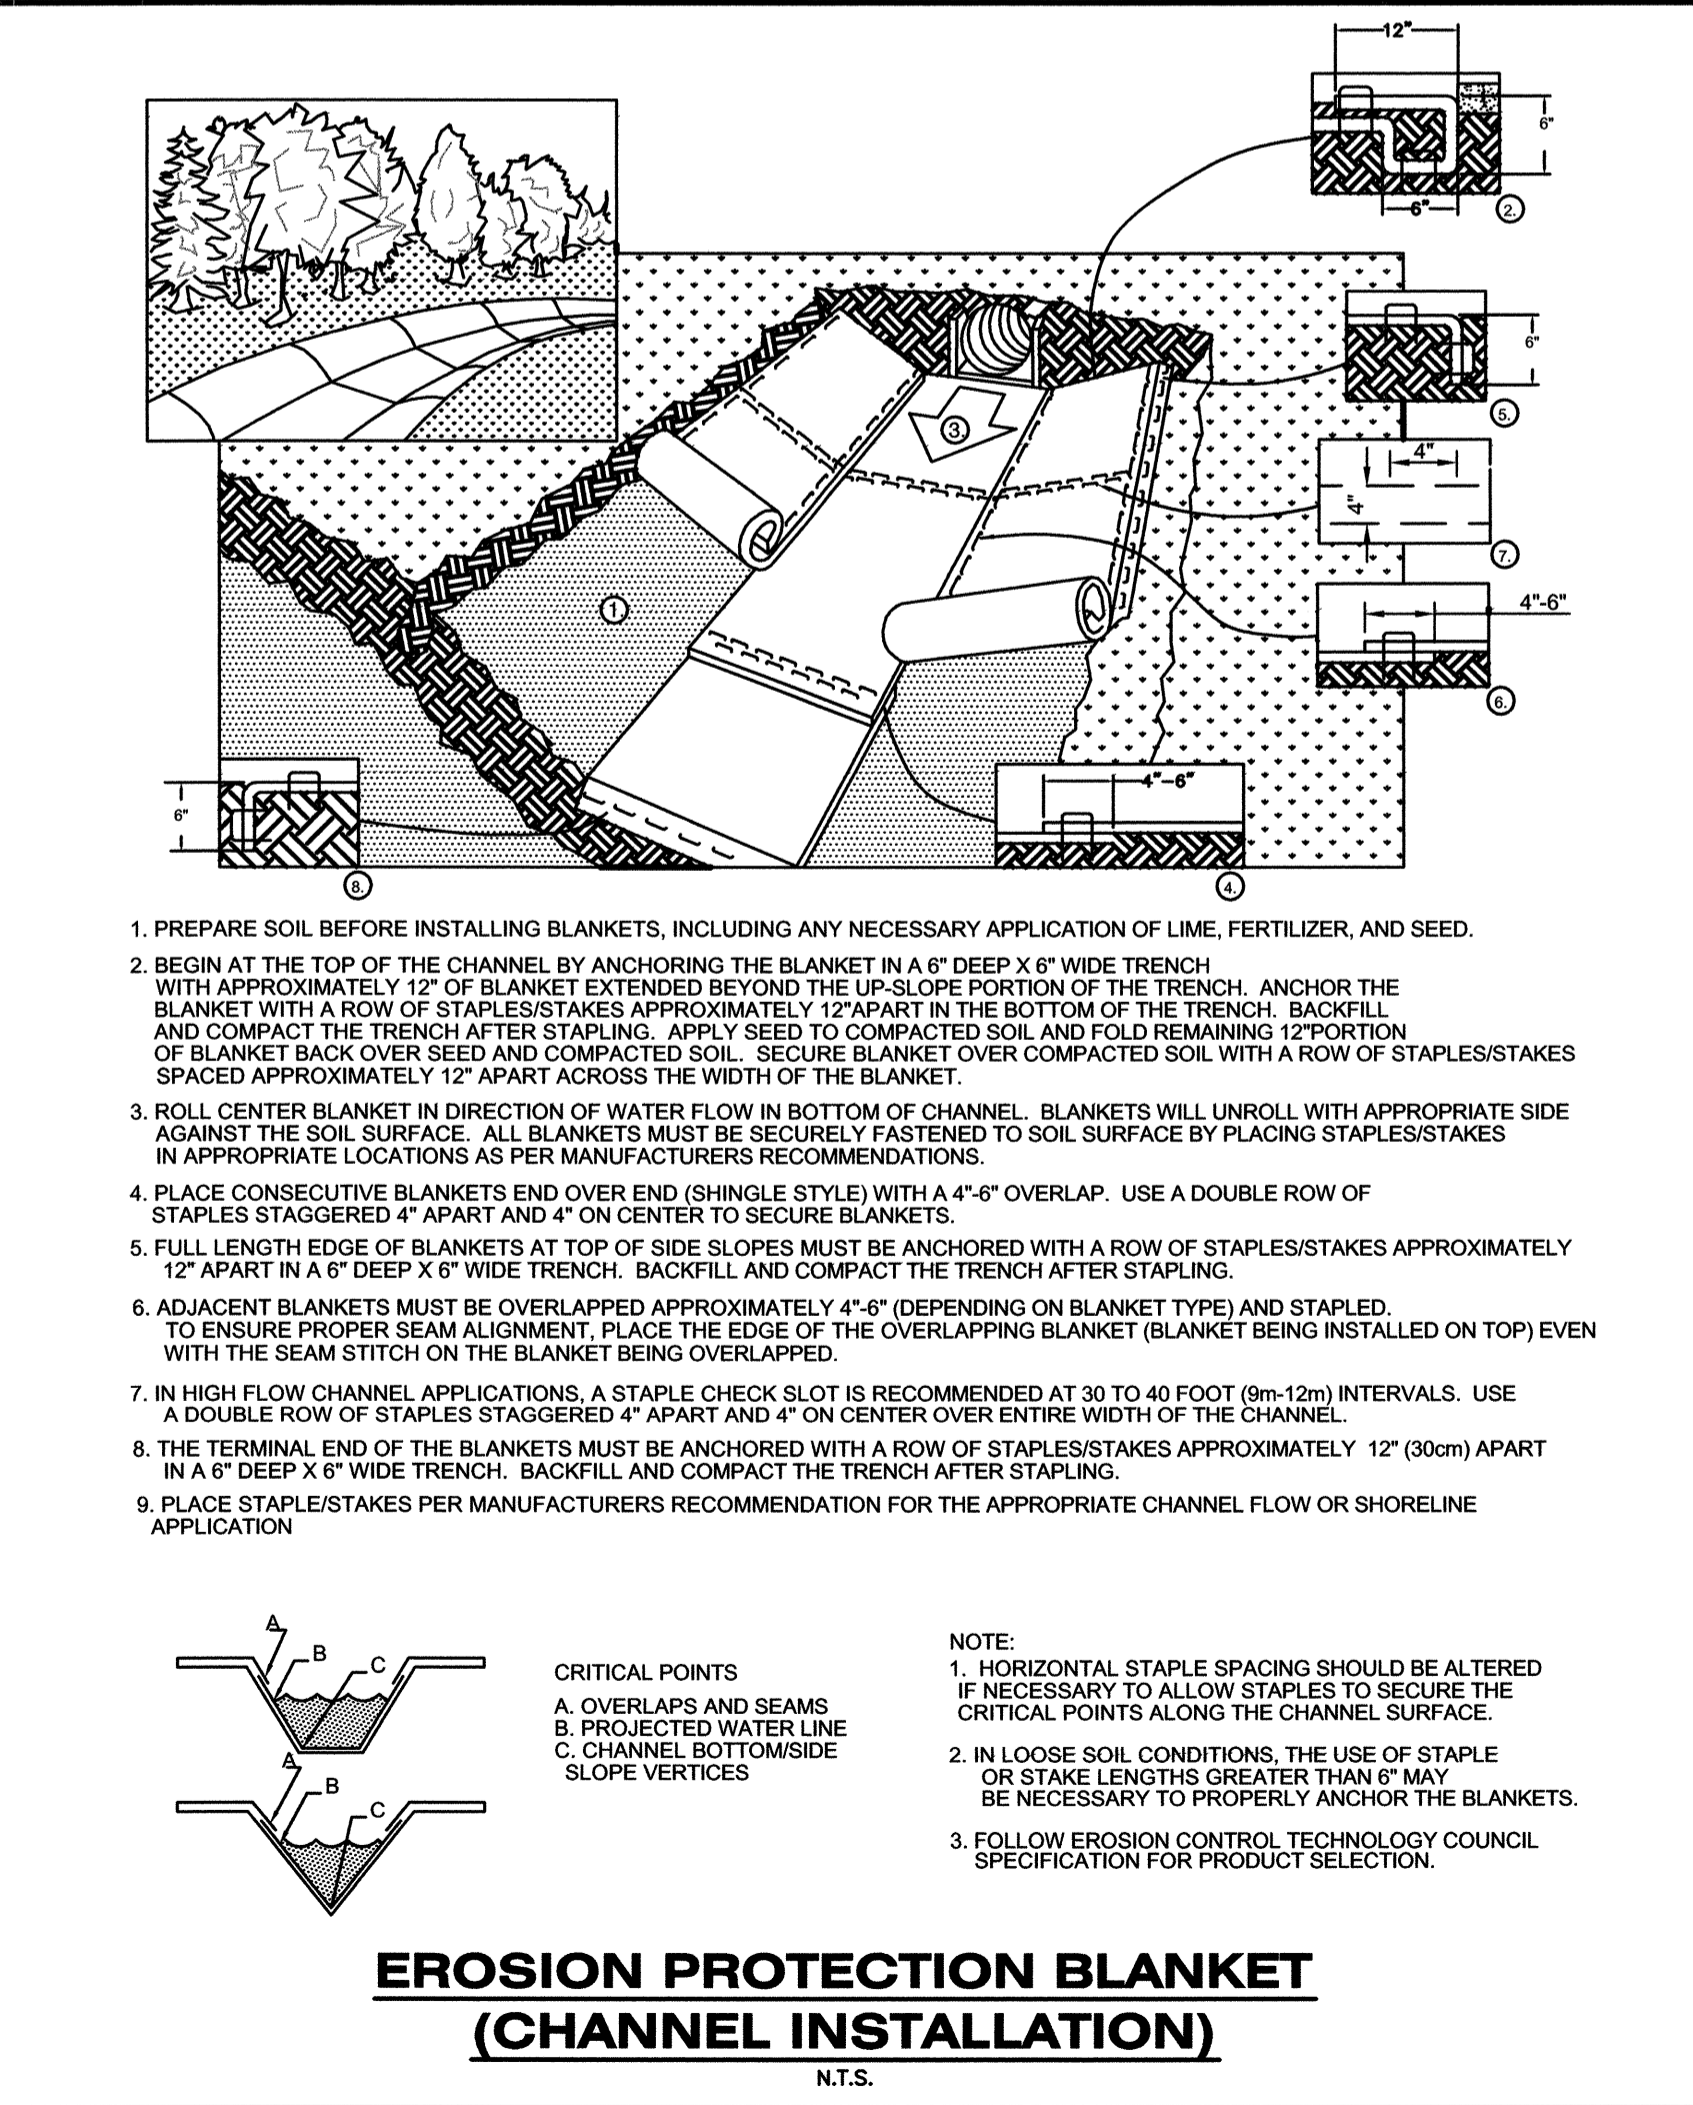 12"
6"
6"
2.
6"
5.
3.
4"
4"
7.
1.
4"-6"
6.
4"-6"
6"
8.
4.
1. PREPARE SOIL BEFORE INSTALLING BLANKETS, INCLUDING ANY NECESSARY APPLICATION OF LIME, FERTILIZER, AND SEED.
2. BEGIN AT THE TOP OF THE CHANNEL BY ANCHORING THE BLANKET IN A 6" DEEP X 6" WIDE TRENCH
WITH APPROXIMATELY 12" OF BLANKET EXTENDED BEYOND THE UP-SLOPE PORTION OF THE TRENCH. ANCHOR THE
BLANKET WITH A ROW OF STAPLES/STAKES APPROXIMATELY 12"APART IN THE BOTTOM OF THE TRENCH. BACKFILL
AND COMPACT THE TRENCH AFTER STAPLING. APPLY SEED TO COMPACTED SOIL AND FOLD REMAINING 12"PORTION
OF BLANKET BACK OVER SEED AND COMPACTED SOIL. SECURE BLANKET OVER COMPACTED SOIL WITH A ROW OF STAPLES/STAKES
SPACED APPROXIMATELY 12" APART ACROSS THE WIDTH OF THE BLANKET.
3. ROLL CENTER BLANKET IN DIRECTION OF WATER FLOW IN BOTTOM OF CHANNEL. BLANKETS WILL UNROLL WITH APPROPRIATE SIDE
AGAINST THE SOIL SURFACE. ALL BLANKETS MUST BE SECURELY FASTENED TO SOIL SURFACE BY PLACING STAPLES/STAKES
IN APPROPRIATE LOCATIONS AS PER MANUFACTURERS RECOMMENDATIONS.
4. PLACE CONSECUTIVE BLANKETS END OVER END (SHINGLE STYLE) WITH A 4"-6" OVERLAP. USE A DOUBLE ROW OF
STAPLES STAGGERED 4" APART AND 4" ON CENTER TO SECURE BLANKETS.
5. FULL LENGTH EDGE OF BLANKETS AT TOP OF SIDE SLOPES MUST BE ANCHORED WITH A ROW OF STAPLES/STAKES APPROXIMATELY
12" APART IN A 6" DEEP X 6" WIDE TRENCH. BACKFILL AND COMPACT THE TRENCH AFTER STAPLING.
6. ADJACENT BLANKETS MUST BE OVERLAPPED APPROXIMATELY 4"-6" (DEPENDING ON BLANKET TYPE) AND STAPLED.
TO ENSURE PROPER SEAM ALIGNMENT, PLACE THE EDGE OF THE OVERLAPPING BLANKET (BLANKET BEING INSTALLED ON TOP) EVEN
WITH THE SEAM STITCH ON THE BLANKET BEING OVERLAPPED.
7. IN HIGH FLOW CHANNEL APPLICATIONS, A STAPLE CHECK SLOT IS RECOMMENDED AT 30 TO 40 FOOT (9m-12m) INTERVALS. USE
A DOUBLE ROW OF STAPLES STAGGERED 4" APART AND 4" ON CENTER OVER ENTIRE WIDTH OF THE CHANNEL.
8. THE TERMINAL END OF THE BLANKETS MUST BE ANCHORED WITH A ROW OF STAPLES/STAKES APPROXIMATELY 12" (30cm) APART
IN A 6" DEEP X 6" WIDE TRENCH. BACKFILL AND COMPACT THE TRENCH AFTER STAPLING.
9. PLACE STAPLE/STAKES PER MANUFACTURERS RECOMMENDATION FOR THE APPROPRIATE CHANNEL FLOW OR SHORELINE
APPLICATION
A
B
C
A
B
C
CRITICAL POINTS
A. OVERLAPS AND SEAMS
B. PROJECTED WATER LINE
C. CHANNEL BOTTOM/SIDE
SLOPE VERTICES
NOTE:
1. HORIZONTAL STAPLE SPACING SHOULD BE ALTERED
IF NECESSARY TO ALLOW STAPLES TO SECURE THE
CRITICAL POINTS ALONG THE CHANNEL SURFACE.
2. IN LOOSE SOIL CONDITIONS, THE USE OF STAPLE
OR STAKE LENGTHS GREATER THAN 6" MAY
BE NECESSARY TO PROPERLY ANCHOR THE BLANKETS.
3. FOLLOW EROSION CONTROL TECHNOLOGY COUNCIL
SPECIFICATION FOR PRODUCT SELECTION.
EROSION PROTECTION BLANKET
(CHANNEL INSTALLATION)
N.T.S.